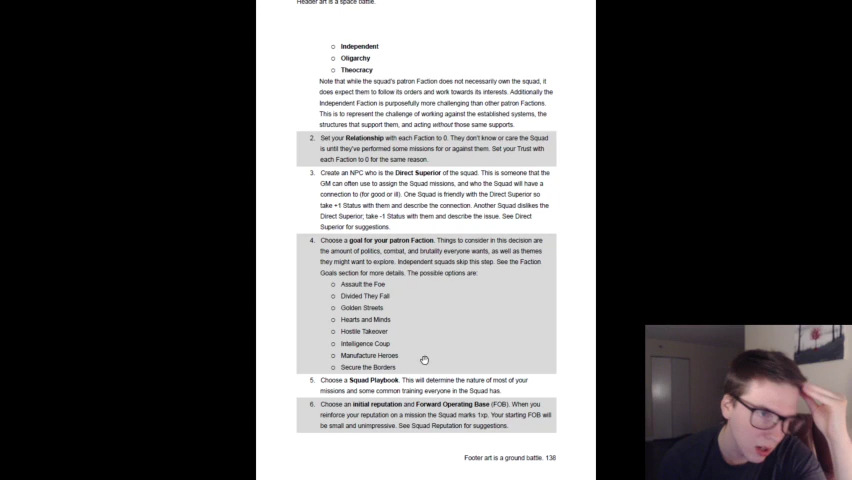 Header art is a space battle.
o Independent
o Oligarchy
o Theocracy
Note that while the squad's patron Faction does not necessarily own the squad, it
does expect them to follow its orders and work towards its interests. Additionally the
Independent Faction is purposefully more challenging than other patron Factions.
This is to represent the challenge of working against the established systems, the
structures that support them, and acting without those same supports.
2. Set your Relationship with each Faction to 0. They don't know or care the Squad
is until they've performed some missions for or against them. Set your Trust with
each Faction to 0 for the same reason.
3. Create an NPC who is the Direct Superior of the squad. This is someone that the
GM can often use to assign the Squad missions, and who the Squad will have a
connection to (for good or ill). One Squad is friendly with the Direct Superior so
take +1 Status with them and describe the connection. Another Squad dislikes the
Direct Superior; take -1 Status with them and describe the issue. See Direct
Superior for suggestions.
4. Choose a goal for your patron Faction. Things to consider in this decision are
the amount of politics, combat, and brutality everyone wants, as well as themes
they might want to explore. Independent squads skip this step. See the Faction
Goals section for more details. The possible options are:
o Assault the Foe
o Divided They Fall
o Golden Streets
o Hearts and Minds
o Hostile Takeover
o Intelligence Coup
o Manufacture Heroes
o Secure the Borders
5. Choose a Squad Playbook. This will determine the nature of most of your
missions and some common training everyone in the Squad has.
6. Choose an initial reputation and Forward Operating Base (FOB). When you
reinforce your reputation on a mission the Squad marks 1xp. Your starting FOB will
be small and unimpressive. See Squad Reputation for suggestions.
Footer art is a ground battle. 138